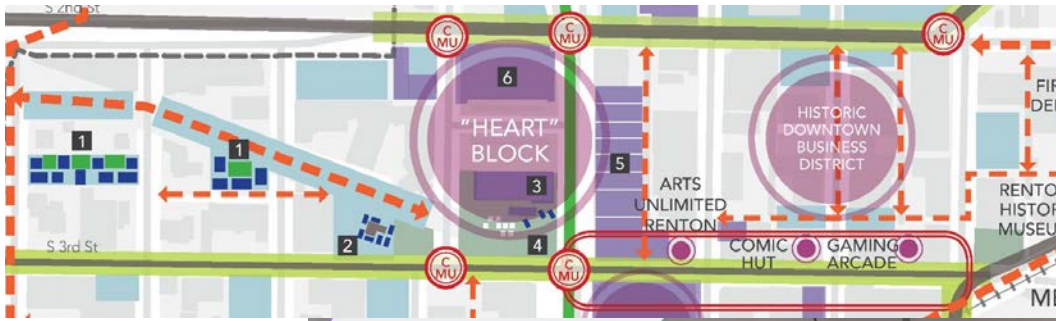 S 2nd St
C
MU
C
MU
C
MU
6
"HEART"
BLOCK
HISTORIC
DOWNTOWN
BUSINESS
DISTRICT
1
1
5
3
ARTS
UNLIMITED
RENTON
2
4
S 3rd St
COMIC
HUT
GAMING
ARCADE
C
MU
C
MU